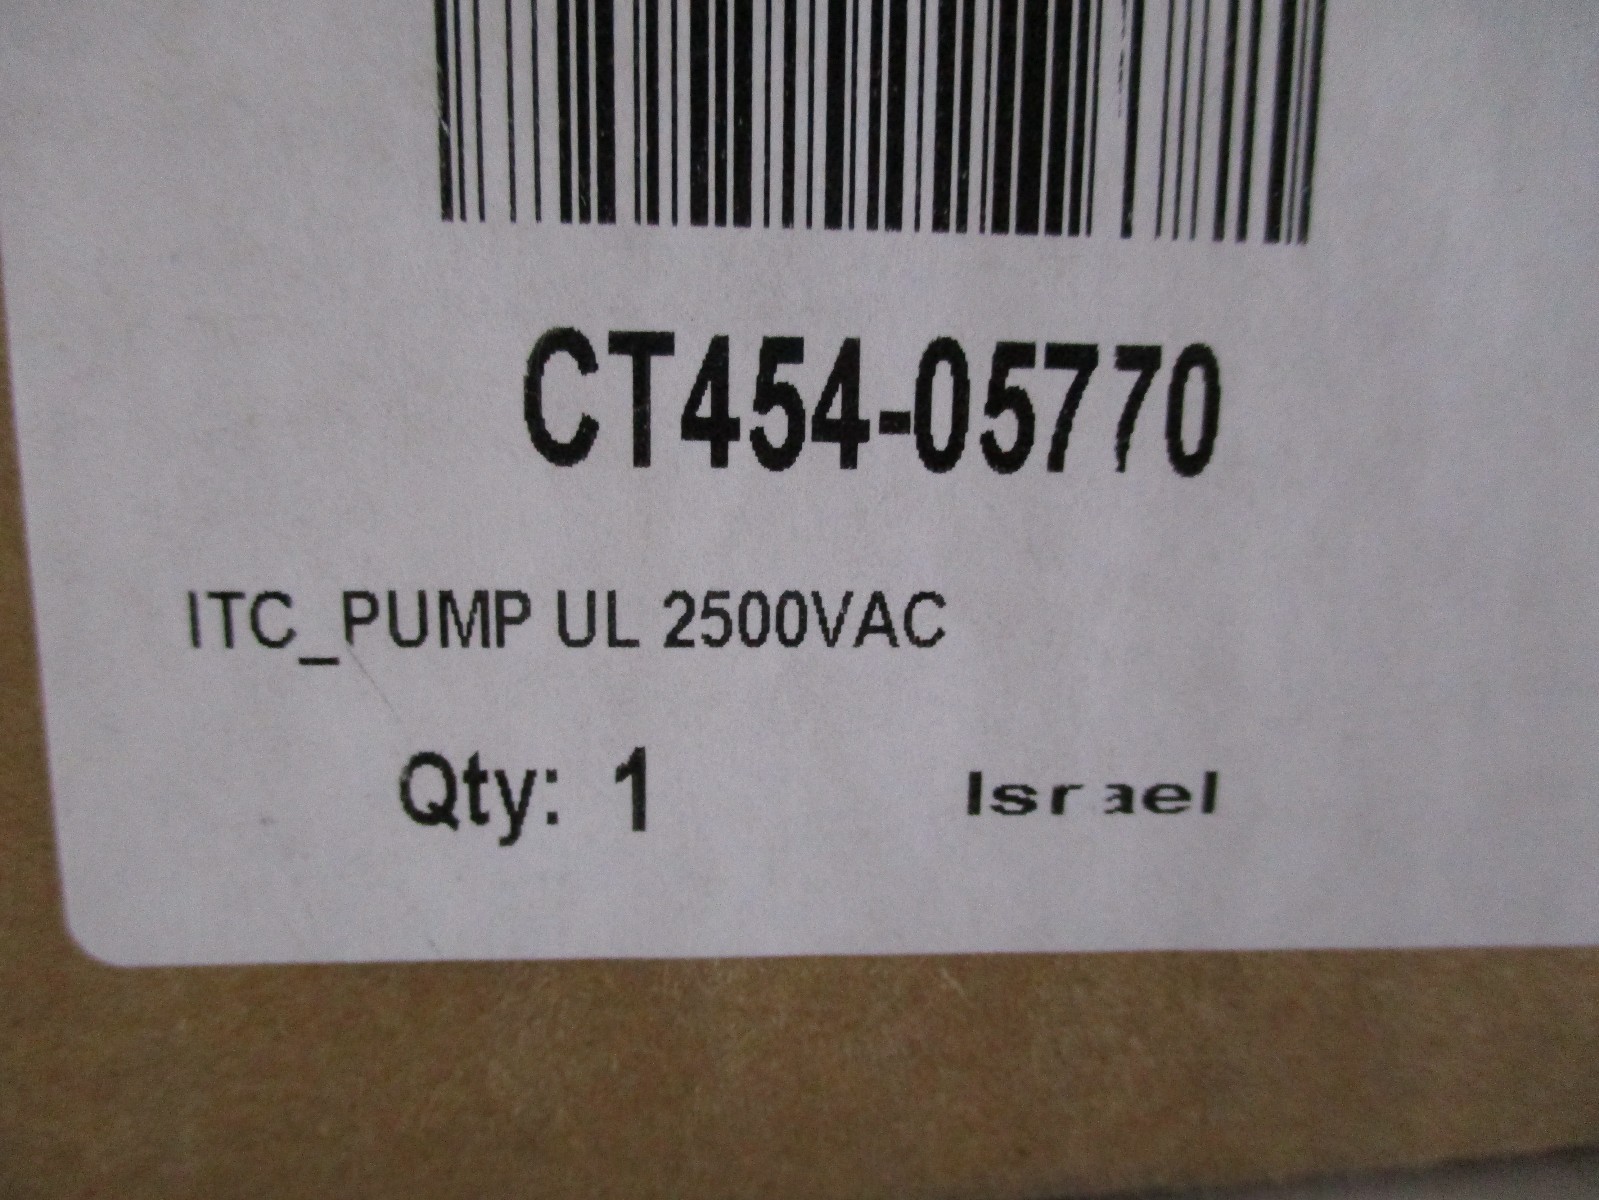 CT454-05770
ITC_PUMP UL 2500VAC
Qty: 1 Israel